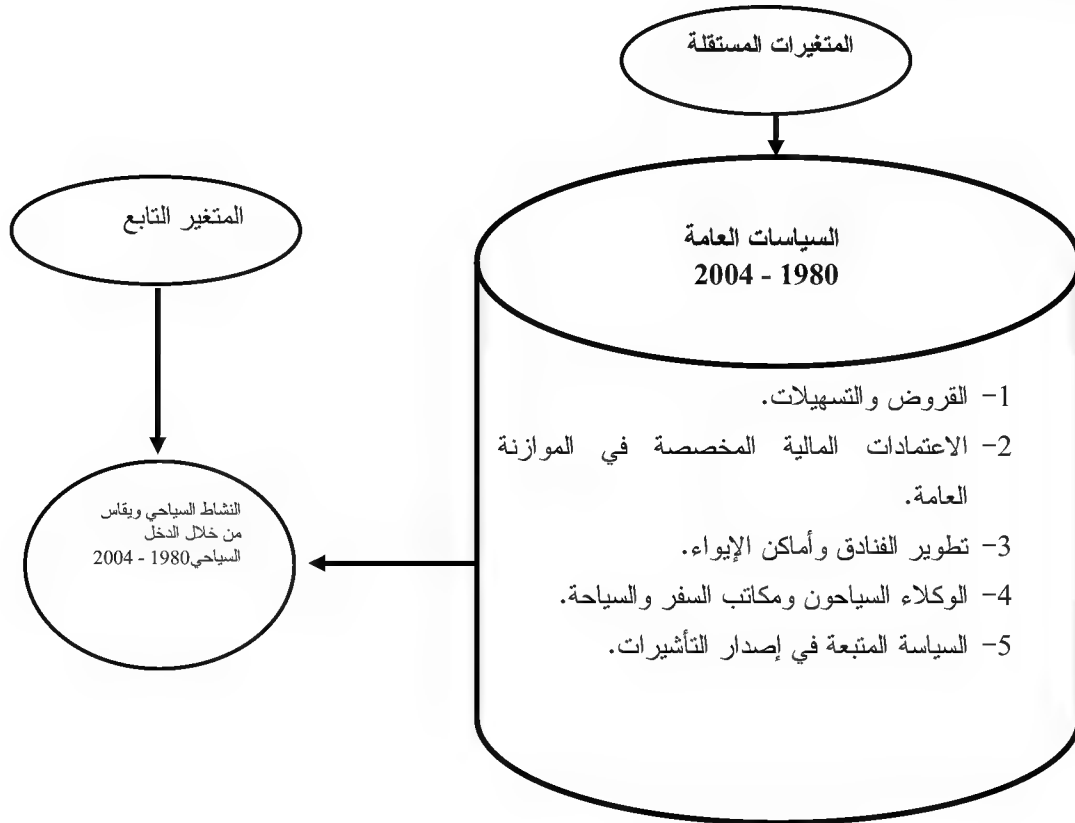 المتغيرات المستقلة
السياسات العامة
1980 - 2004
1- القروض والتسهيلات.
2- الاعتمادات المالية المخصصة في الموازنة
العامة.
3- تطوير الفنادق وأماكن الإيواء.
4- الوكلاء السياحون ومكاتب السفر والسياحة.
5- السياسة المتبعة في إصدار التأشيرات.
المتغير التابع
النشاط السياحي ويقاس
من خلال الدخل
السياحي1980 - 2004